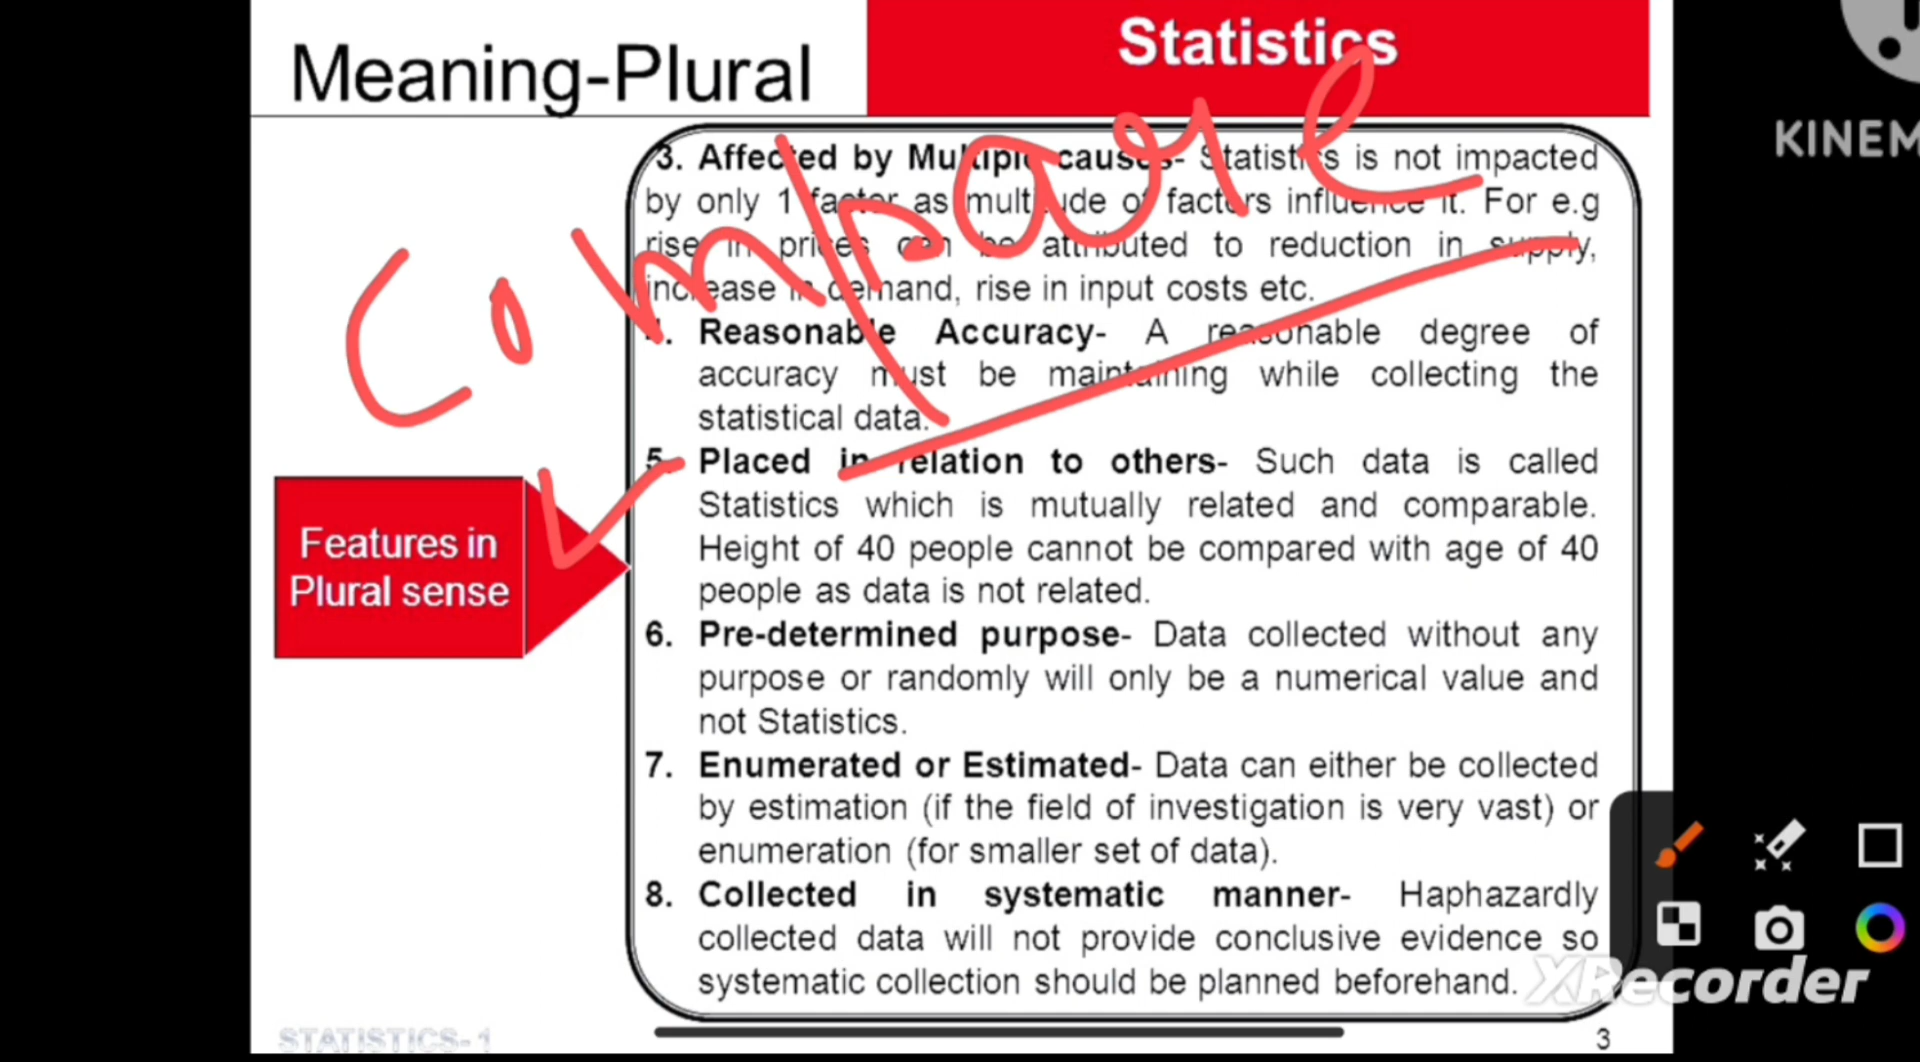 Meaning-Plural
Statistics
KINEM
Compare
3. Affected by Multiple causes- Statistics is not impacted
by only 1 factor as multitude of factors influence it. For e.g
rise in prices can be attributed to reduction in supply,
increase in demand, rise in input costs etc.
4. Reasonable Accuracy- A reasonable degree of
accuracy must be maintaining while collecting the
statistical data.
5. Placed in relation to others- Such data is called
Statistics which is mutually related and comparable.
Height of 40 people cannot be compared with age of 40
people as data is not related.
Features in
Plural sense
6. Pre-determined purpose- Data collected without any
purpose or randomly will only be a numerical value and
not Statistics.
7. Enumerated or Estimated- Data can either be collected
by estimation (if the field of investigation is very vast) or
enumeration (for smaller set of data).
8. Collected in systematic manner- Haphazardly
collected data will not provide conclusive evidence so
systematic collection should be planned beforehand.
XRecorder
STATISTICS- 1
3